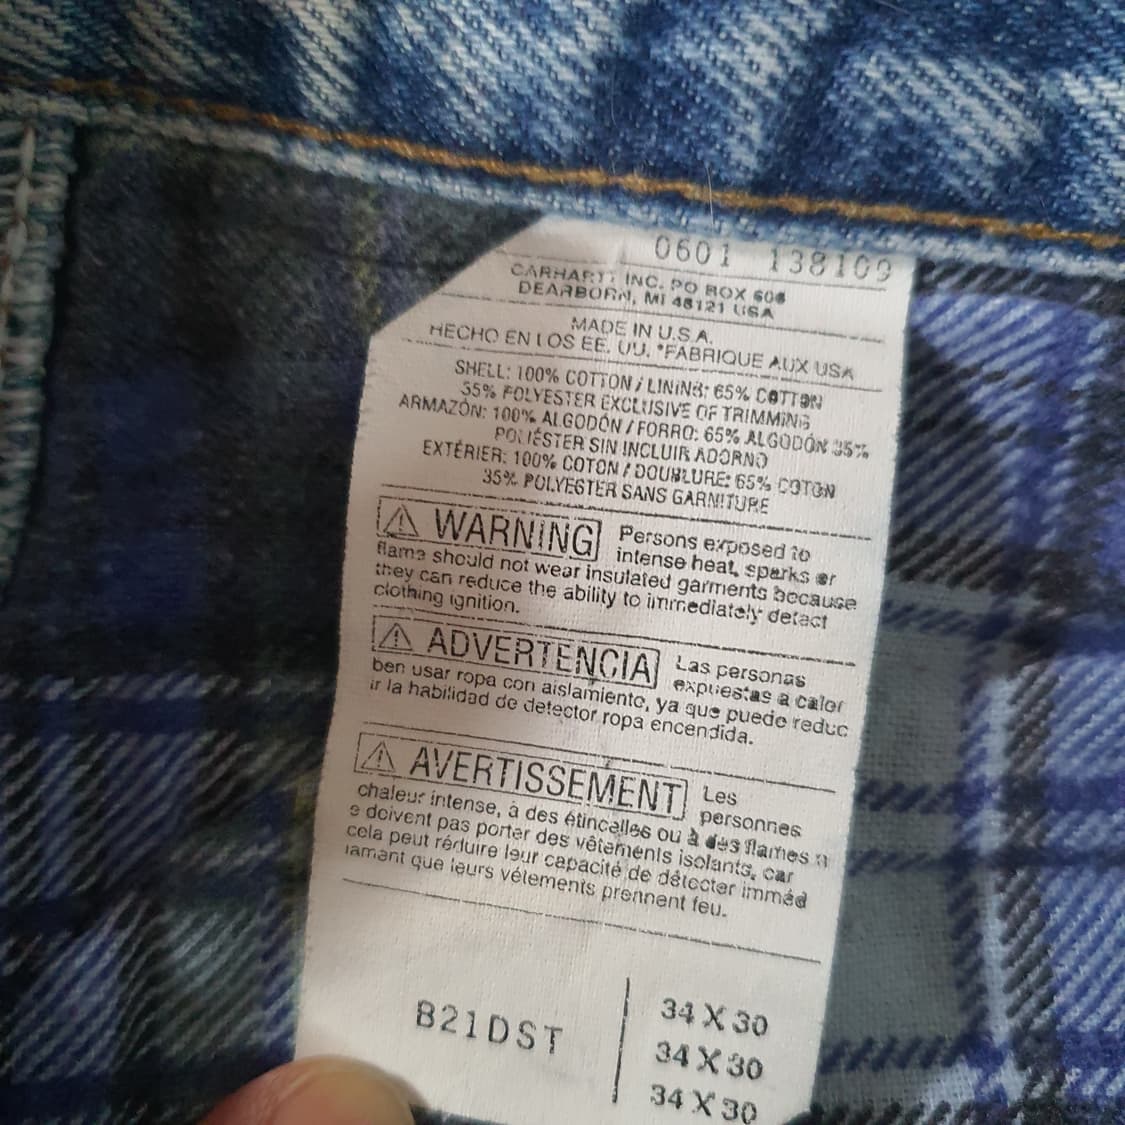 0601 138109
CARHARTT INC. PO BOX 606
DEARBORN, MI 48121 USA
MADE IN U.S.A.
HECHO EN LOS EE. UU. *FABRIQUE AUX USA
SHELL: 100% COTTON / LINING: 65% COTTON
35% POLYESTER EXCLUSIVE OF TRIMMING
ARMAZÓN: 100% ALGODÓN / FORRO: 65% ALGODÓN 35%
POLIÉSTER SIN INCLUIR ADORNO
EXTÉRIER: 100% COTON / DOUBLURE: 65% COTON
35% POLYESTER SANS GARNITURE
⚠ WARNING Persons exposed to
intense heat, sparks or
flame should not wear insulated garments because
they can reduce the ability to immediately detect
clothing ignition.
⚠ ADVERTENCIA Las personas
expuestas a calor
ben usar ropa con aislamiento, ya que puede reduc
ir la habilidad de detector ropa encendida.
⚠ AVERTISSEMENT Les
personnes
chaleur intense, à des étincelles ou à des flammes n
e doivent pas porter des vêtements isolants, car
cela peut réduire leur capacité de détecter imméd
iamant que leurs vétements prennent feu.
B21DST
34 X 30
34 X 30
34 X 30